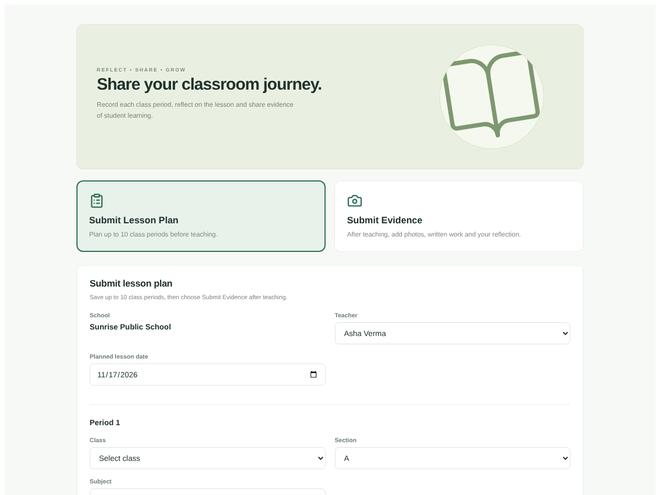 REFLECT • SHARE • GROW
Share your classroom journey.
Record each class period, reflect on the lesson and share evidence
of student learning.
Submit Lesson Plan
Plan up to 10 class periods before teaching.
Submit Evidence
After teaching, add photos, written work and your reflection.
Submit lesson plan
Save up to 10 class periods, then choose Submit Evidence after teaching.
School
Sunrise Public School
Teacher
Asha Verma
Planned lesson date
11/17/2026
Period 1
Class
Select class
Section
A
Subject